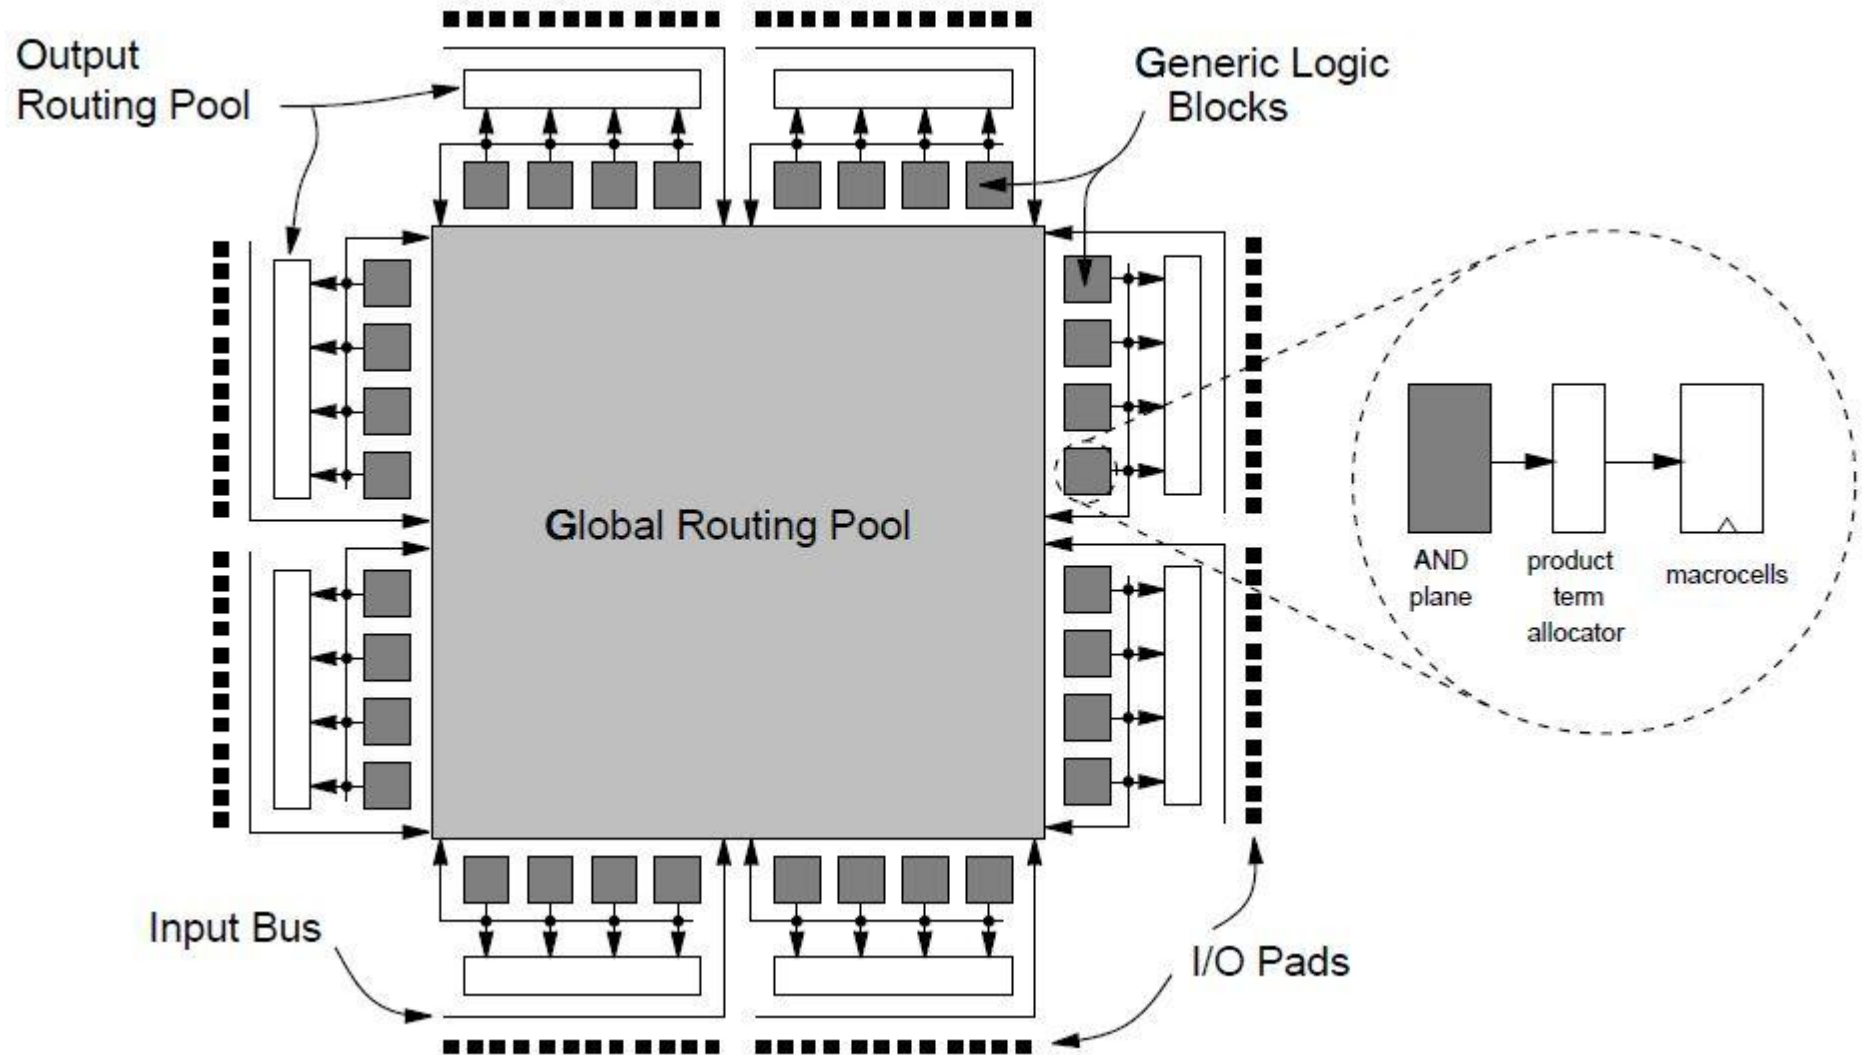 Output
Routing Pool
Generic Logic
Blocks
Global Routing Pool
AND
plane
product
term
allocator
macrocells
Input Bus
I/O Pads